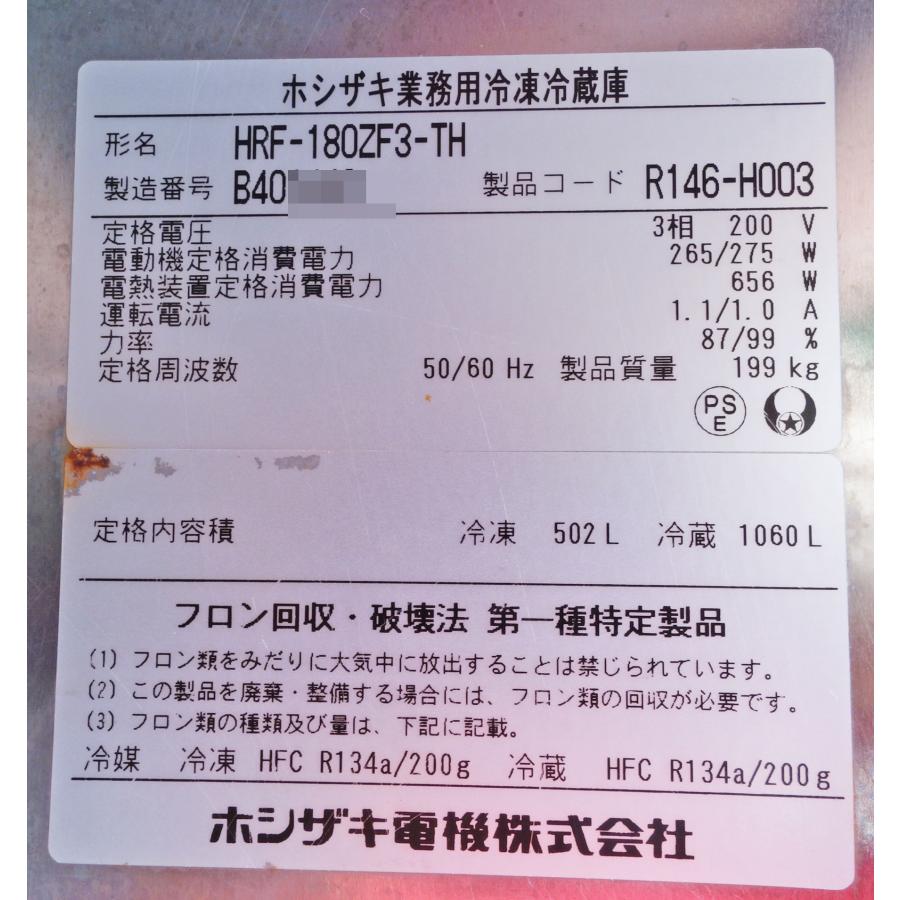 ホシザキ業務用冷凍冷蔵庫
形名 HRF-180ZF3-TH
製造番号 B40 製品コード R146-H003
定格電圧 3相 200 V
電動機定格消費電力 265/275 W
電熱装置定格消費電力 656 W
運転電流 1.1/1.0 A
力率 87/99 %
定格周波数 50/60 Hz 製品質量 199 kg
PS
E
定格内容積 冷凍 502 L 冷蔵 1060 L
フロン回収・破壊法 第一種特定製品
(1) フロン類をみだりに大気中に放出することは禁じられています。
(2) この製品を廃棄・整備する場合には、フロン類の回収が必要です。
(3) フロン類の種類及び量は、下記に記載。
冷媒 冷凍 HFC R134a/200g 冷蔵 HFC R134a/200g
ホシザキ電機株式会社